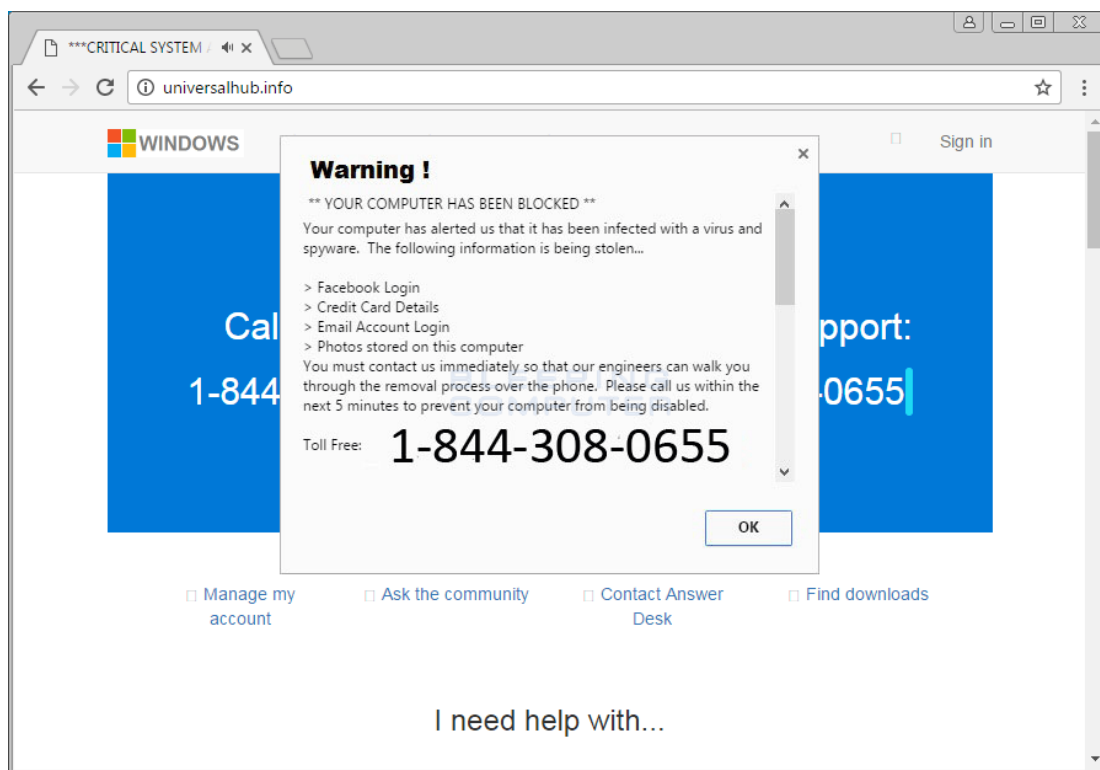 ***CRITICAL SYSTEM
universalhub.info
WINDOWS
Sign in
Warning !
** YOUR COMPUTER HAS BEEN BLOCKED **
Your computer has alerted us that it has been infected with a virus and
spyware. The following information is being stolen...
> Facebook Login
> Credit Card Details
> Email Account Login
> Photos stored on this computer
You must contact us immediately so that our engineers can walk you
through the removal process over the phone. Please call us within the
next 5 minutes to prevent your computer from being disabled.
BLEEPING
COMPUTER
Toll Free: 1-844-308-0655
OK
Cal pport:
1-844 -0655
Manage my
account
Ask the community
Contact Answer
Desk
Find downloads
I need help with...